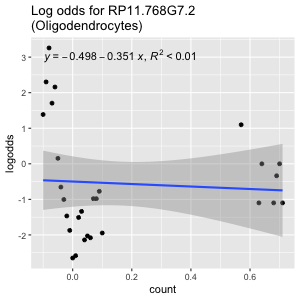 Log odds for RP11.768G7.2
(Oligodendrocytes)
y = −0.498 −0.351 x, R² < 0.01
3
2
1
0
-1
-2
logodds
0.0 0.2 0.4 0.6
count